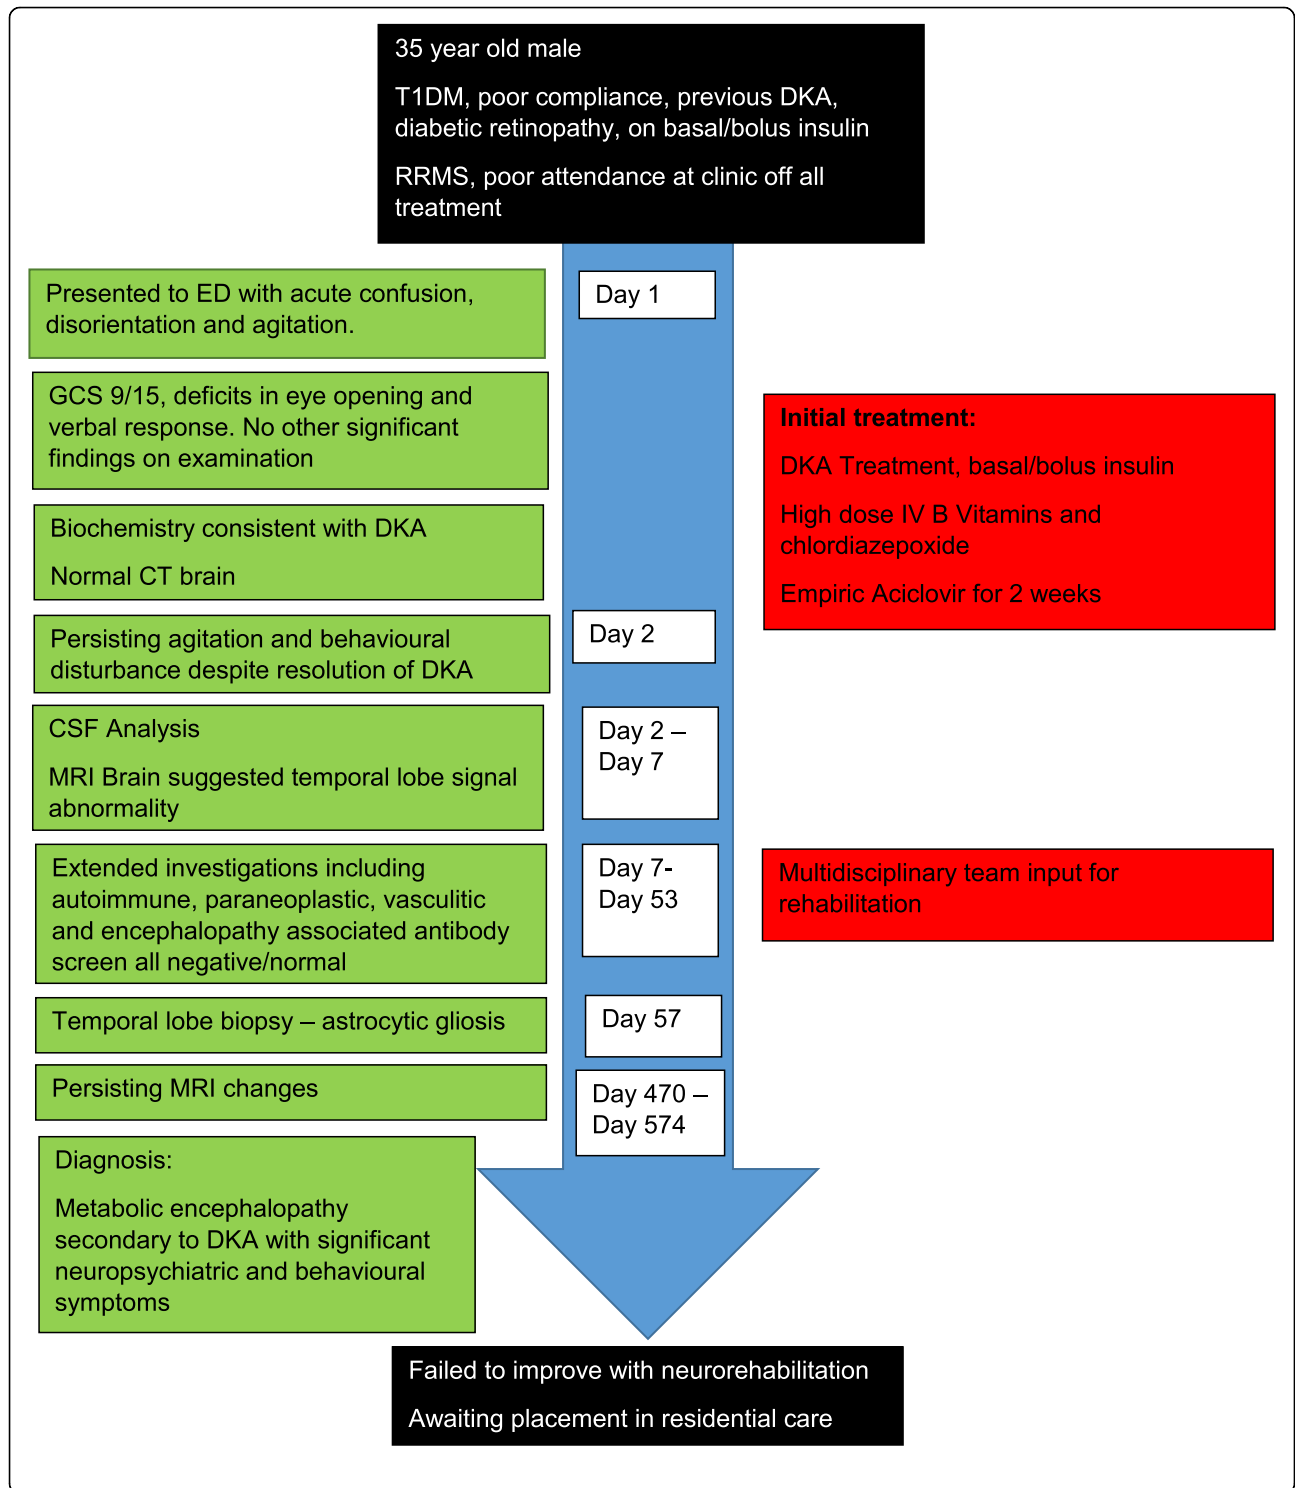 35 year old male
T1DM, poor compliance, previous DKA,
diabetic retinopathy, on basal/bolus insulin
RRMS, poor attendance at clinic off all
treatment
Presented to ED with acute confusion,
disorientation and agitation.
Day 1
GCS 9/15, deficits in eye opening and
verbal response. No other significant
findings on examination
Initial treatment:
DKA Treatment, basal/bolus insulin
High dose IV B Vitamins and
chlordiazepoxide
Empiric Aciclovir for 2 weeks
Biochemistry consistent with DKA
Normal CT brain
Persisting agitation and behavioural
disturbance despite resolution of DKA
Day 2
CSF Analysis
MRI Brain suggested temporal lobe signal
abnormality
Day 2 –
Day 7
Extended investigations including
autoimmune, paraneoplastic, vasculitic
and encephalopathy associated antibody
screen all negative/normal
Day 7-
Day 53
Multidisciplinary team input for
rehabilitation
Temporal lobe biopsy – astrocytic gliosis
Day 57
Persisting MRI changes
Day 470 –
Day 574
Diagnosis:
Metabolic encephalopathy
secondary to DKA with significant
neuropsychiatric and behavioural
symptoms
Failed to improve with neurorehabilitation
Awaiting placement in residential care